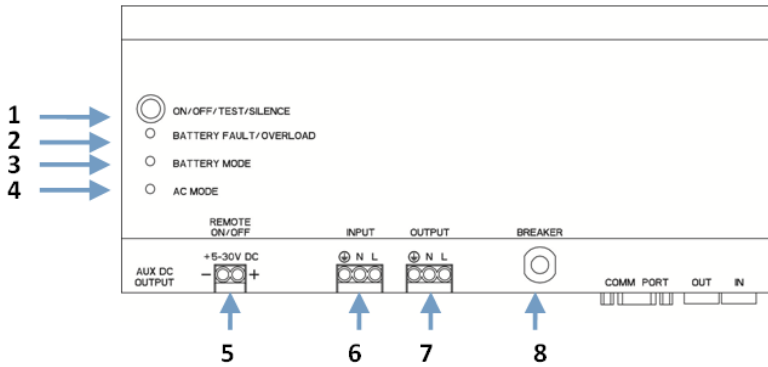 1 ON/OFF/TEST/SILENCE
2 BATTERY FAULT/OVERLOAD
3 BATTERY MODE
4 AC MODE
REMOTE
ON/OFF
INPUT OUTPUT BREAKER
+5-30V DC
⏚ N L ⏚ N L
AUX DC
OUTPUT
- +
COMM PORT OUT IN
5 6 7 8